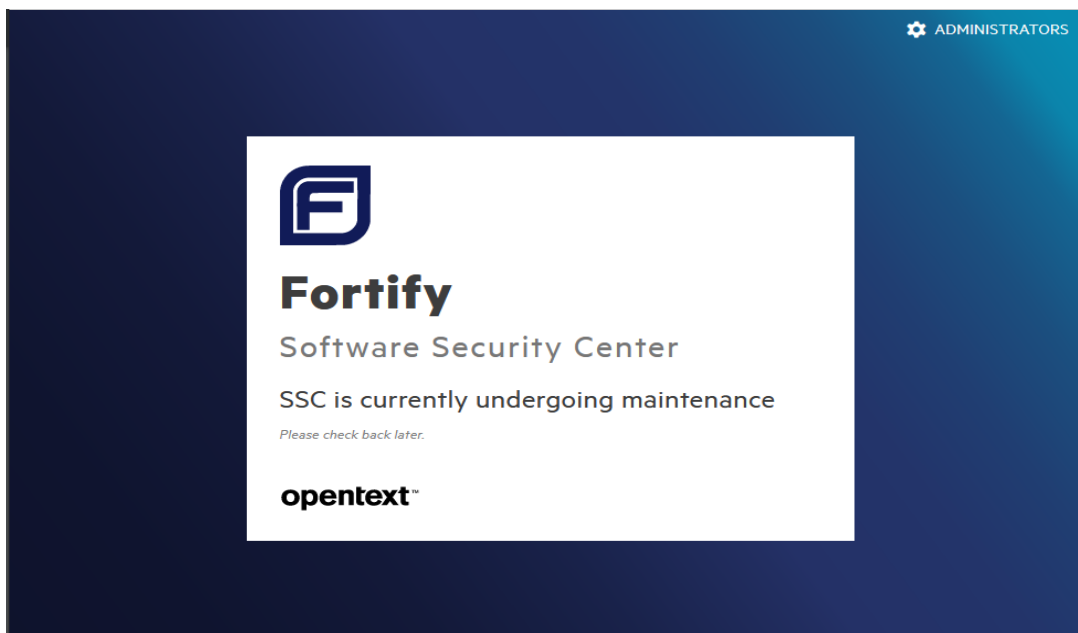 ADMINISTRATORS
Fortify
Software Security Center
SSC is currently undergoing maintenance
Please check back later.
opentext™